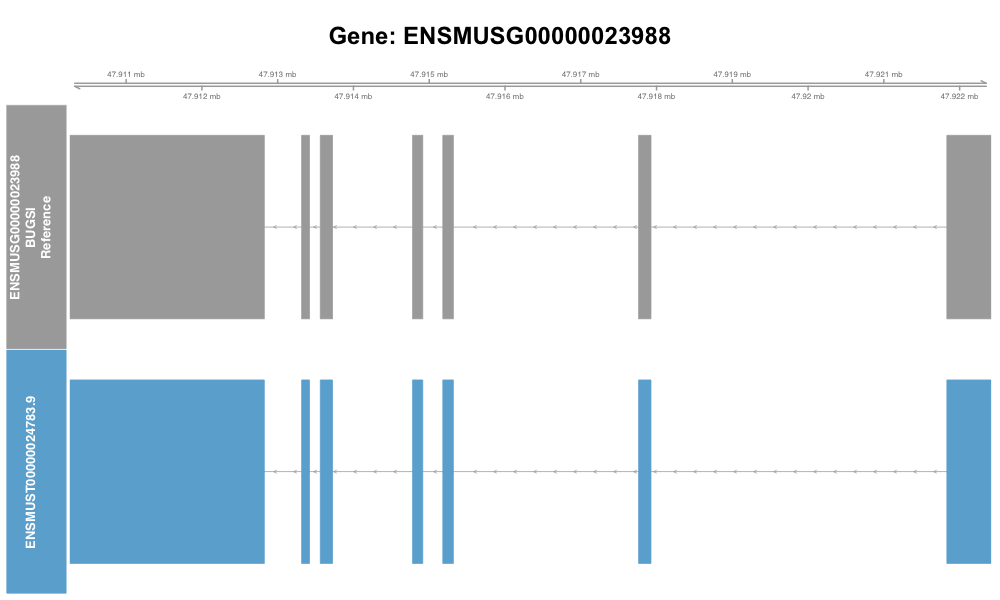 Gene: ENSMUSG00000023988
47.911 mb 47.913 mb 47.915 mb 47.917 mb 47.919 mb 47.921 mb
47.912 mb 47.914 mb 47.916 mb 47.918 mb 47.92 mb 47.922 mb
ENSMUSG00000023988
BUGSI
Reference
ENSMUST00000024783.9